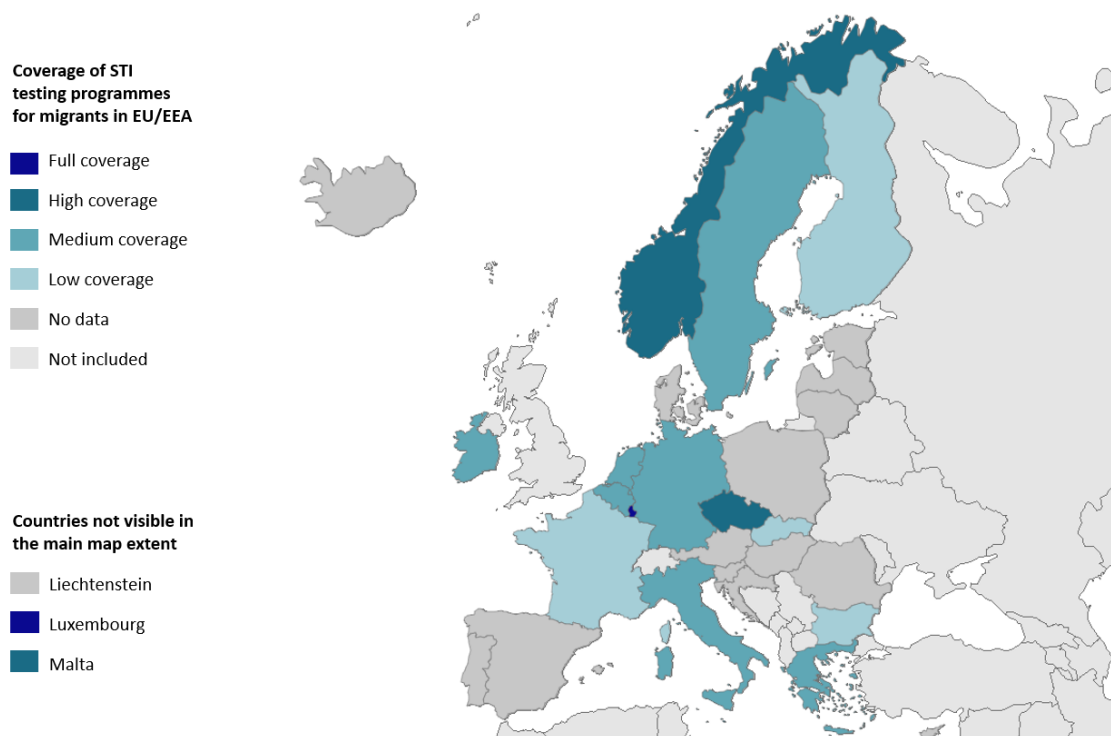 Coverage of STI
testing programmes
for migrants in EU/EEA
Full coverage
High coverage
Medium coverage
Low coverage
No data
Not included
Countries not visible in
the main map extent
Liechtenstein
Luxembourg
Malta